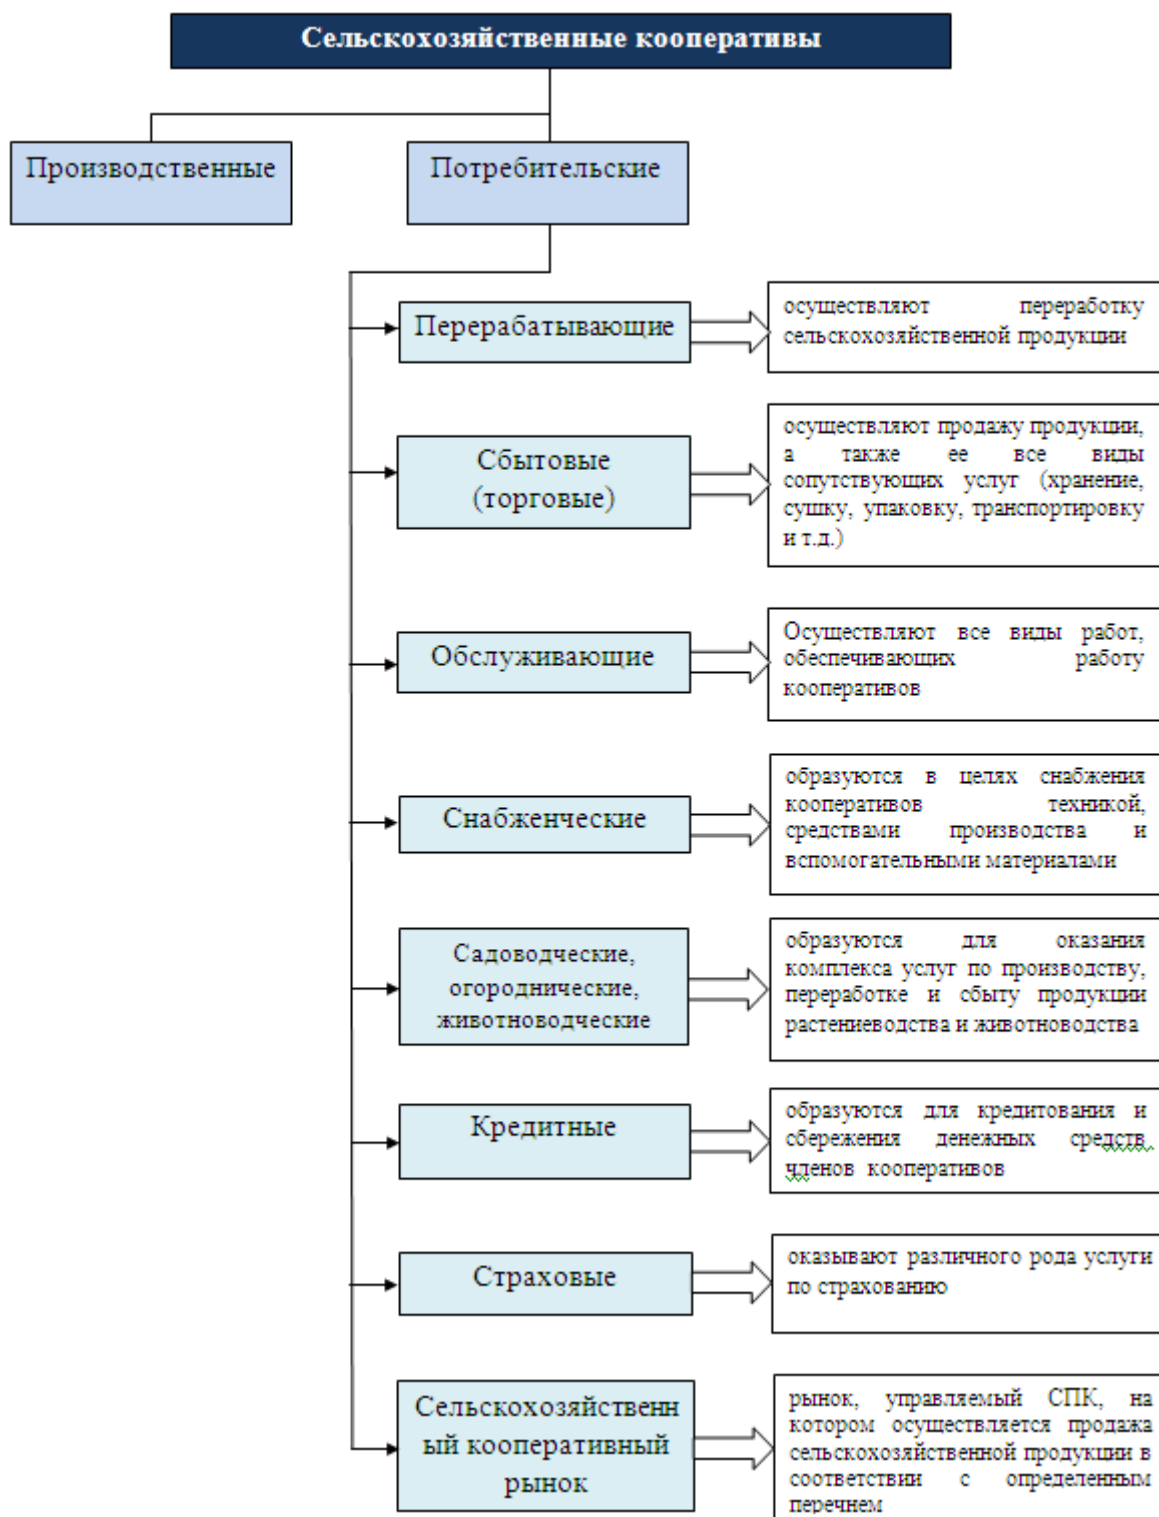 Сельскохозяйственные кооперативы
Производственные
Потребительские
Перерабатывающие
осуществляют переработку
сельскохозяйственной продукции
Сбытовые
(торговые)
осуществляют продажу продукции,
а также ее все виды
сопутствующих услуг (хранение,
сушку, упаковку, транспортировку
и т.д.)
Обслуживающие
Осуществляют все виды работ,
обеспечивающих работу
кооперативов
Снабженческие
образуются в целях снабжения
кооперативов техникой,
средствами производства и
вспомогательными материалами
Садоводческие,
огороднические,
животноводческие
образуются для оказания
комплекса услуг по производству,
переработке и сбыту продукции
растениеводства и животноводства
Кредитные
образуются для кредитования и
сбережения денежных средств
членов кооперативов
Страховые
оказывают различного рода услуги
по страхованию
Сельскохозяйственн
ый кооперативный
рынок
рынок, управляемый СПК, на
котором осуществляется продажа
сельскохозяйственной продукции в
соответствии с определенным
перечнем